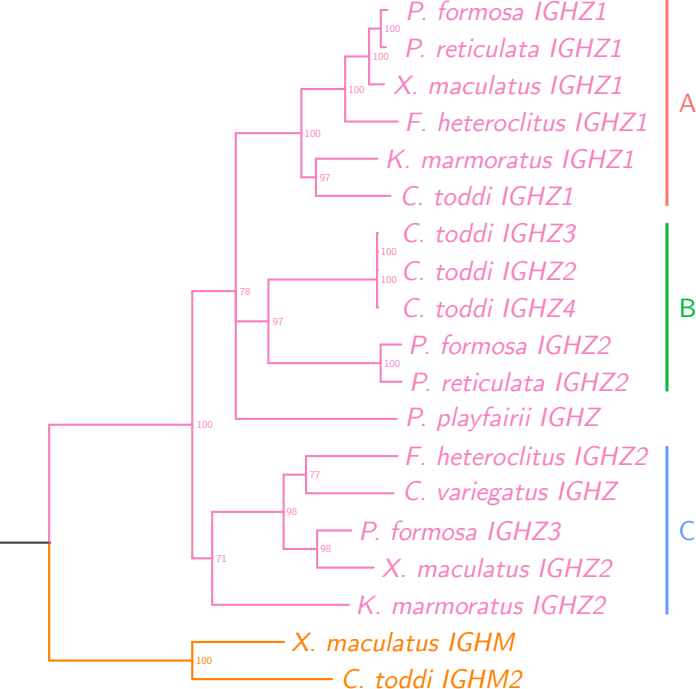 P. formosa IGHZ1
100
P. reticulata IGHZ1
100
X. maculatus IGHZ1
100
A
F. heteroclitus IGHZ1
100
K. marmoratus IGHZ1
97
C. toddi IGHZ1
C. toddi IGHZ3
100
C. toddi IGHZ2
100
78
C. toddi IGHZ4
B
97
P. formosa IGHZ2
100
P. reticulata IGHZ2
P. playfairii IGHZ
100
F. heteroclitus IGHZ2
77
C. variegatus IGHZ
98
P. formosa IGHZ3
C
98
71
X. maculatus IGHZ2
K. marmoratus IGHZ2
X. maculatus IGHM
100
C. toddi IGHM2